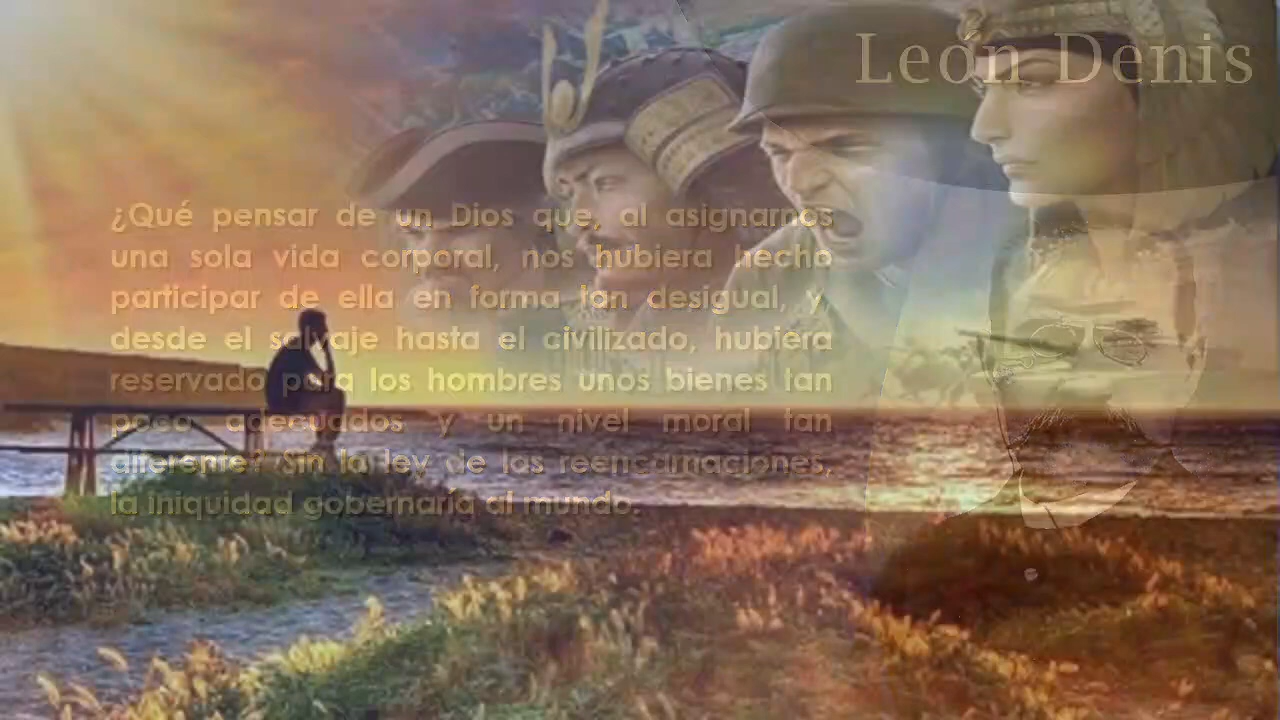 León Denis
¿Qué pensar de un Dios que, al asignarnos
una sola vida corporal, nos hubiera hecho
participar de ella en forma tan desigual, y
desde el salvaje hasta el civilizado, hubiera
reservado para los hombres unos bienes tan
poco adecuados y un nivel moral tan
diferente? Sin la ley de las reencarnaciones,
la iniquidad gobernaría al mundo.